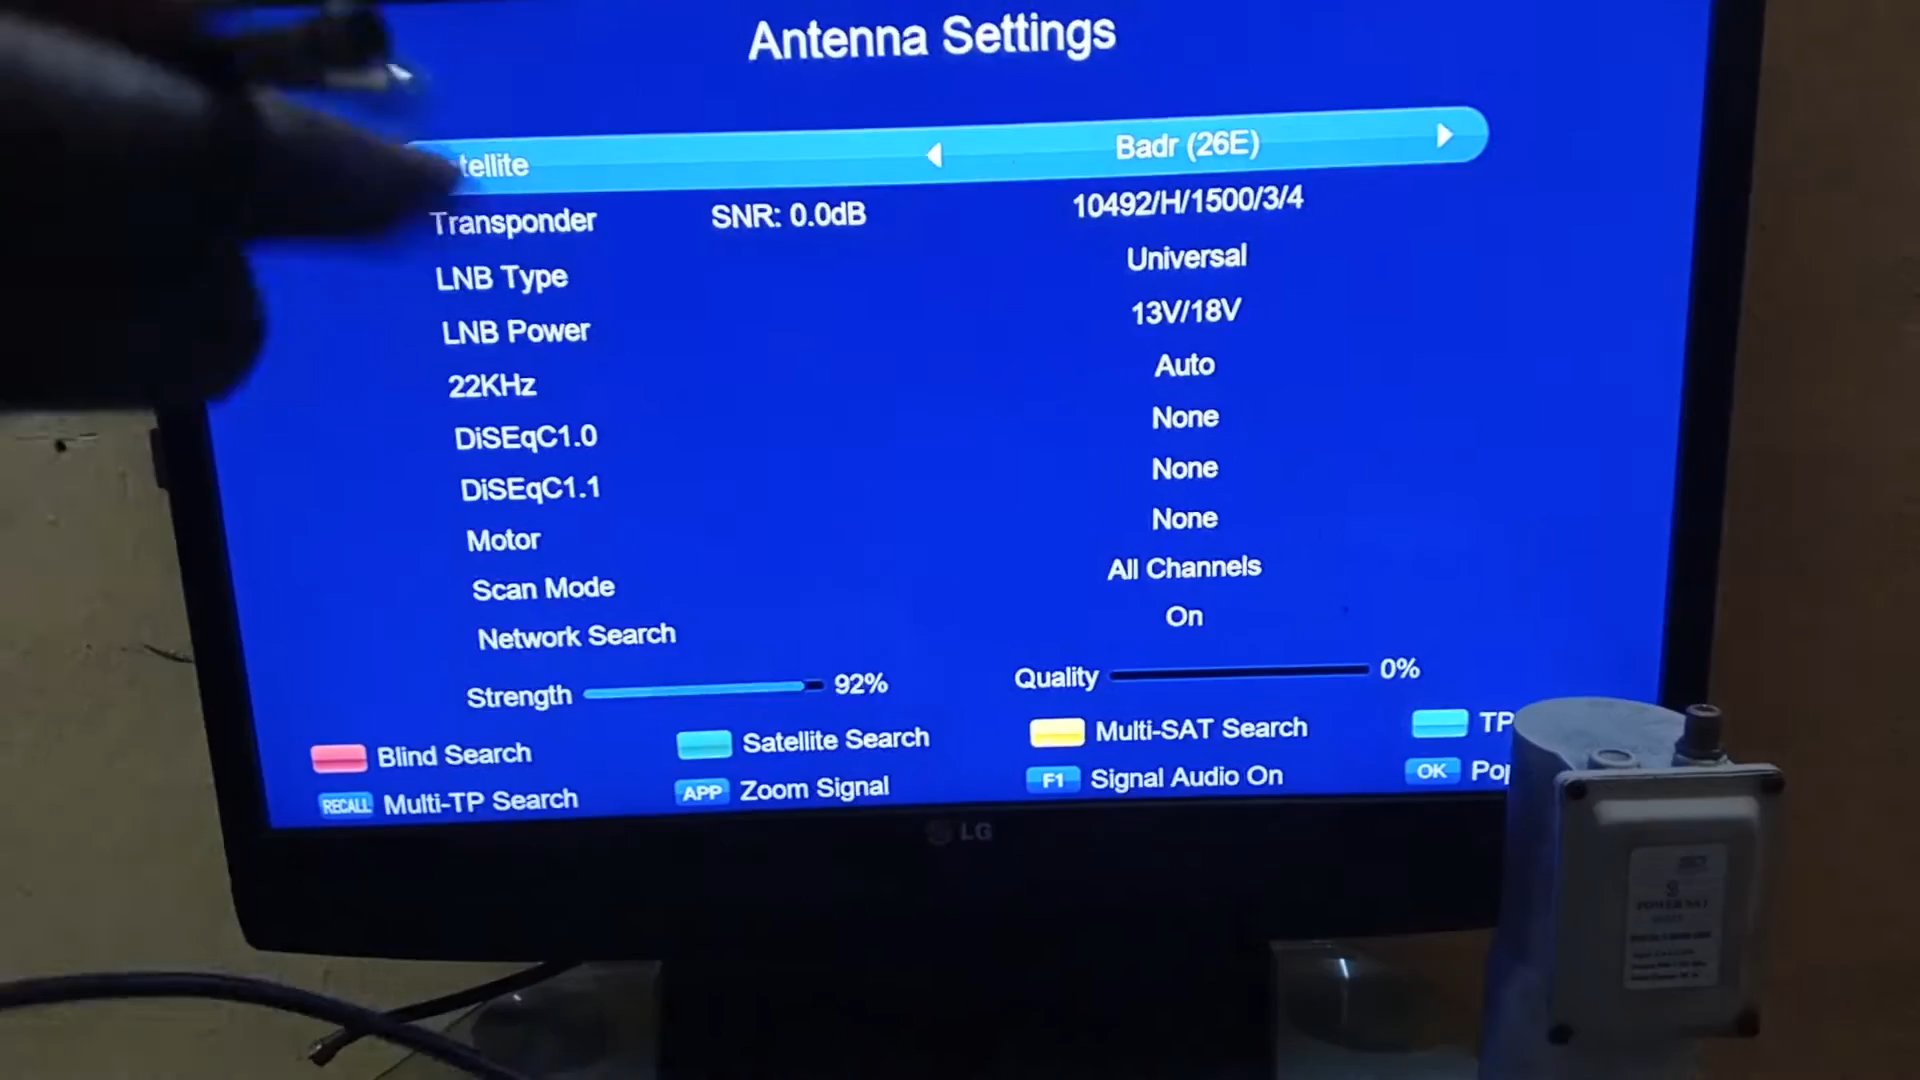 Antenna Settings
tellite Badr (26E)
Transponder SNR: 0.0dB 10492/H/1500/3/4
LNB Type Universal
LNB Power 13V/18V
22KHz Auto
DiSEqC1.0 None
DiSEqC1.1 None
Motor None
Scan Mode All Channels
Network Search On
Strength 92% Quality 0%
Blind Search Satellite Search Multi-SAT Search TP
RECALL Multi-TP Search APP Zoom Signal F1 Signal Audio On OK Pop
LG
POWER SAT